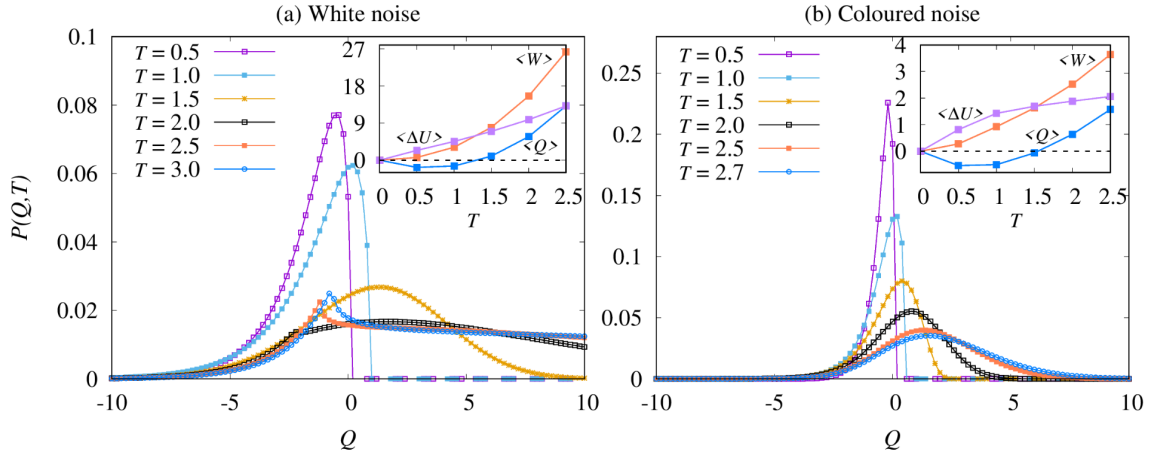 (a) White noise
P(Q,T)
0.1
0.08
0.06
0.04
0.02
0
T = 0.5
T = 1.0
T = 1.5
T = 2.0
T = 2.5
T = 3.0
27
18
9
0
<W>
<ΔU>
<Q>
0 0.5 1 1.5 2 2.5
T
-10 -5 0 5 10
Q
(b) Coloured noise
0.25
0.20
0.15
0.10
0.05
0
T = 0.5
T = 1.0
T = 1.5
T = 2.0
T = 2.5
T = 2.7
4
3
2
1
0
<W>
<ΔU>
<Q>
0 0.5 1 1.5 2 2.5
T
-10 -5 0 5 10
Q